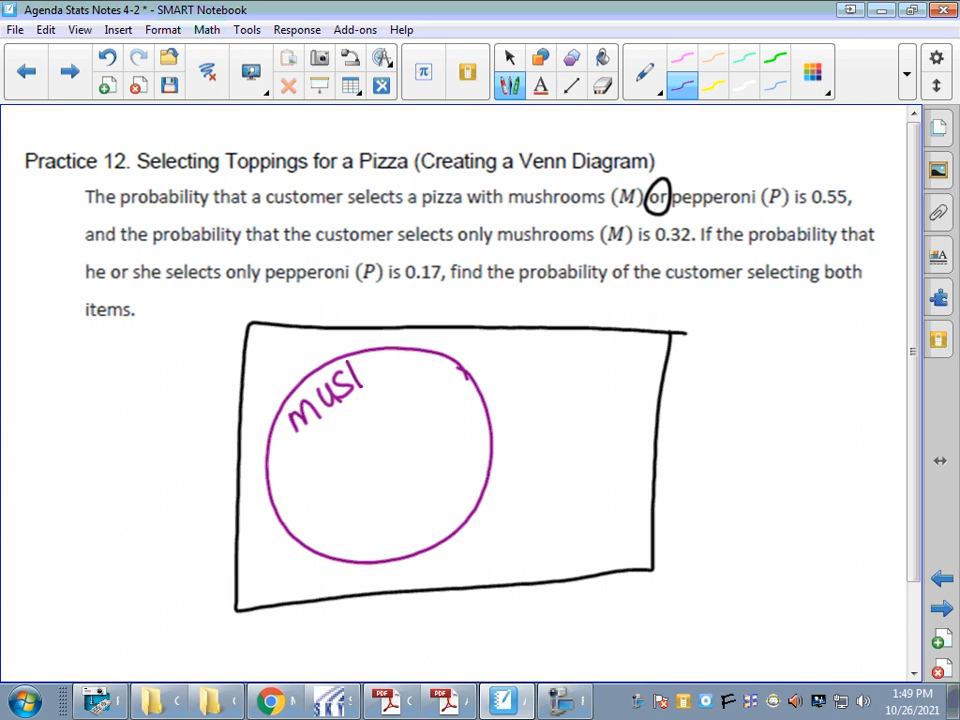 Agenda Stats Notes 4-2 * - SMART Notebook
File Edit View Insert Format Math Tools Response Add-ons Help
π
A
Practice 12. Selecting Toppings for a Pizza (Creating a Venn Diagram)
The probability that a customer selects a pizza with mushrooms (M) or pepperoni (P) is 0.55,
and the probability that the customer selects only mushrooms (M) is 0.32. If the probability that
he or she selects only pepperoni (P) is 0.17, find the probability of the customer selecting both
items.
musl
1:49 PM
10/26/2021